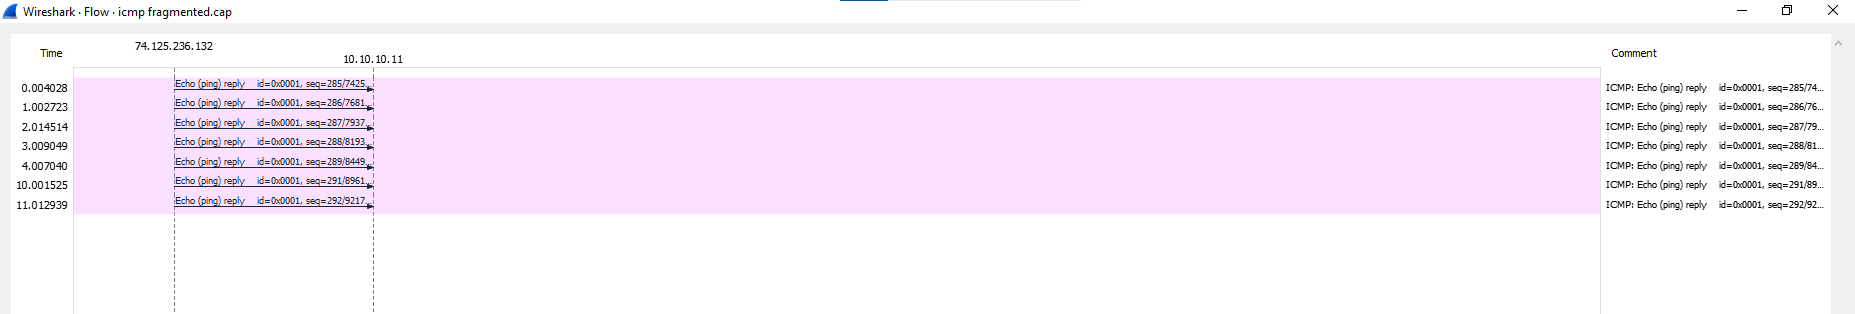 Wireshark · Flow · icmp fragmented.cap
Time
74.125.236.132
10.10.10.11
Comment
0.004028 Echo (ping) reply id=0x0001, seq=285/7425... ICMP: Echo (ping) reply id=0x0001, seq=285/74...
1.002723 Echo (ping) reply id=0x0001, seq=286/7681... ICMP: Echo (ping) reply id=0x0001, seq=286/76...
2.014514 Echo (ping) reply id=0x0001, seq=287/7937... ICMP: Echo (ping) reply id=0x0001, seq=287/79...
3.009049 Echo (ping) reply id=0x0001, seq=288/8193... ICMP: Echo (ping) reply id=0x0001, seq=288/81...
4.007040 Echo (ping) reply id=0x0001, seq=289/8449... ICMP: Echo (ping) reply id=0x0001, seq=289/84...
10.001525 Echo (ping) reply id=0x0001, seq=291/8961... ICMP: Echo (ping) reply id=0x0001, seq=291/89...
11.012939 Echo (ping) reply id=0x0001, seq=292/9217... ICMP: Echo (ping) reply id=0x0001, seq=292/92...